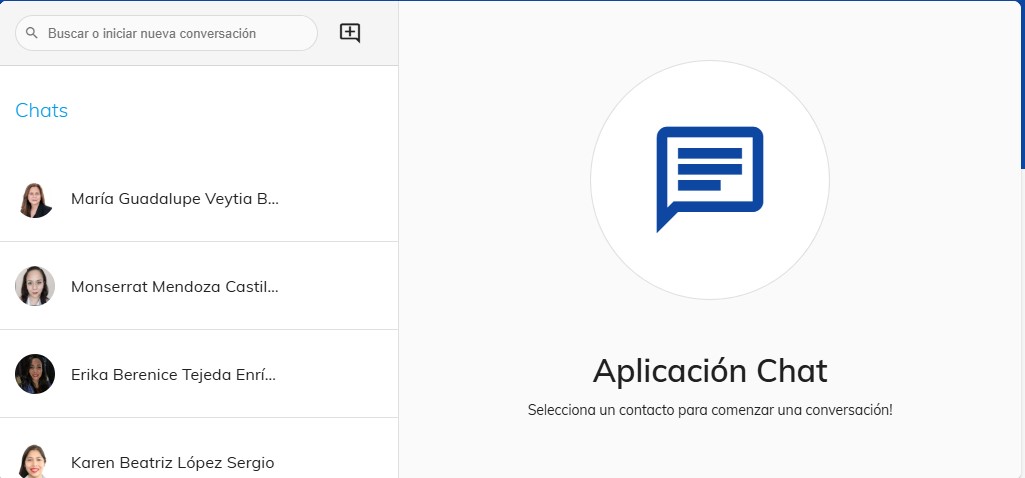 Buscar o iniciar nueva conversación
Chats
María Guadalupe Veytia B...
Monserrat Mendoza Castil...
Erika Berenice Tejeda Enrí...
Karen Beatriz López Sergio
Aplicación Chat
Selecciona un contacto para comenzar una conversación!